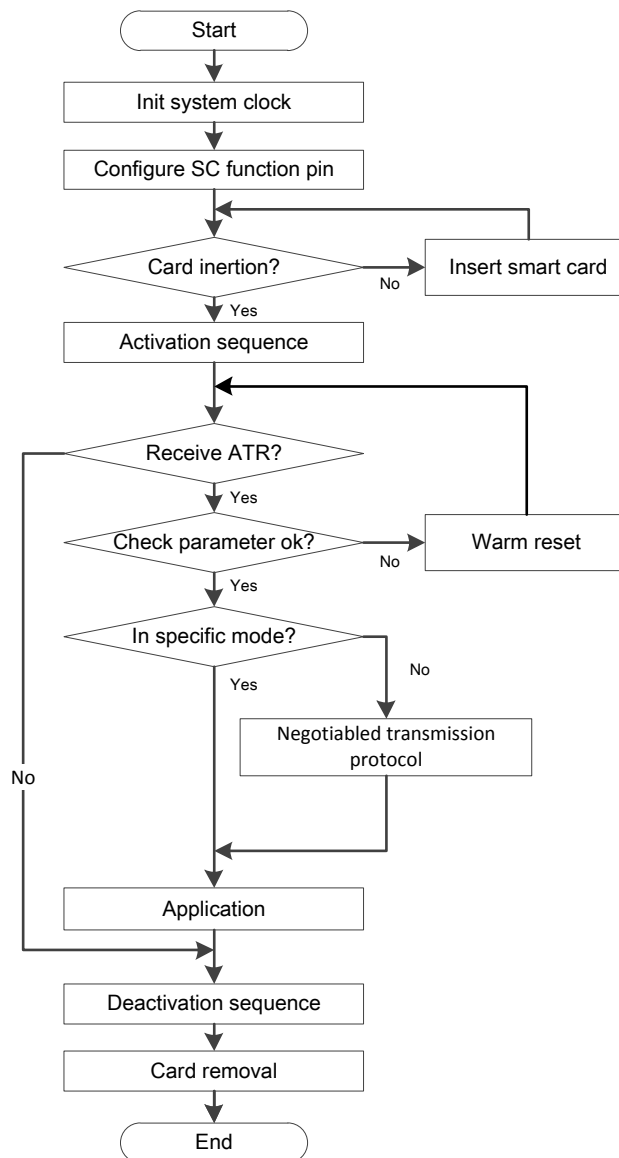 Start
Init system clock
Configure SC function pin
Card inertion?
No
Insert smart card
Yes
Activation sequence
Receive ATR?
Yes
Check parameter ok?
No
Warm reset
Yes
In specific mode?
No
Yes
Negotiabled transmission
protocol
No
Application
Deactivation sequence
Card removal
End